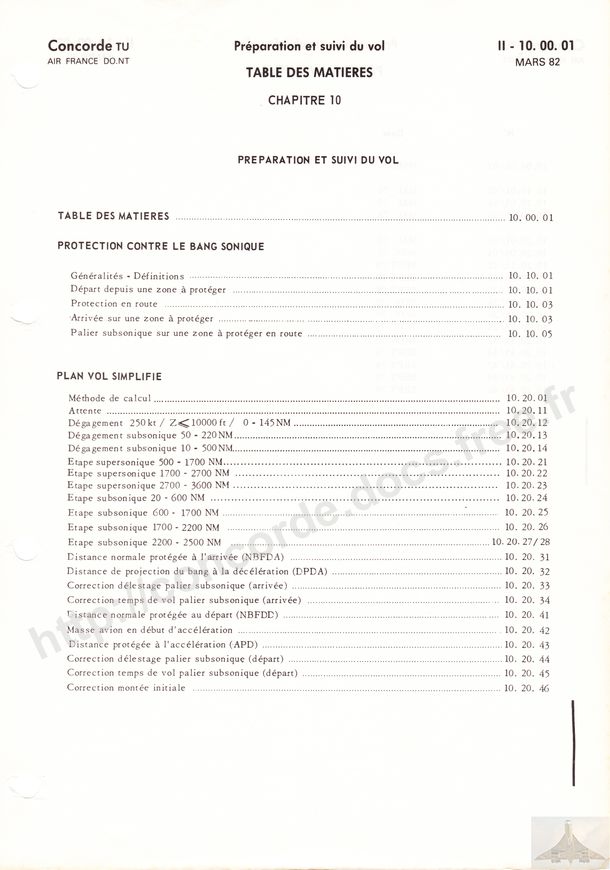 Concorde TU Préparation et suivi du vol II - 10. 00. 01
AIR FRANCE DO.NT TABLE DES MATIERES MARS 82
CHAPITRE 10
PREPARATION ET SUIVI DU VOL
TABLE DES MATIERES 10. 00. 01
PROTECTION CONTRE LE BANG SONIQUE
Généralités - Définitions 10. 10. 01
Départ depuis une zone à protéger 10. 10. 01
Protection en route 10. 10. 03
Arrivée sur une zone à protéger 10. 10. 03
Palier subsonique sur une zone à protéger en route 10. 10. 05
PLAN VOL SIMPLIFIE
Méthode de calcul 10. 20. 01
Attente 10. 20. 11
Dégagement 250 kt / Z ⩽ 10000 ft / 0 - 145 NM 10. 20. 12
Dégagement subsonique 50 - 220 NM 10. 20. 13
Dégagement subsonique 10 - 500 NM 10. 20. 14
Etape supersonique 500 - 1700 NM 10. 20. 21
Etape supersonique 1700 - 2700 NM 10. 20. 22
Etape supersonique 2700 - 3600 NM 10. 20. 23
Etape subsonique 20 - 600 NM 10. 20. 24
Etape subsonique 600 - 1700 NM 10. 20. 25
Etape subsonique 1700 - 2200 NM 10. 20. 26
Etape subsonique 2200 - 2500 NM 10. 20. 27/28
Distance normale protégée à l'arrivée (NBFDA) 10. 20. 31
Distance de projection du bang à la décélération (DPDA) 10. 20. 32
Correction délestage palier subsonique (arrivée) 10. 20. 33
Correction temps de vol palier subsonique (arrivée) 10. 20. 34
Distance normale protégée au départ (NBFDD) 10. 20. 41
Masse avion en début d'accélération 10. 20. 42
Distance protégée à l'accélération (APD) 10. 20. 43
Correction délestage palier subsonique (départ) 10. 20. 44
Correction temps de vol palier subsonique (départ) 10. 20. 45
Correction montée initiale 10. 20. 46
http://concorde.docs.free.fr